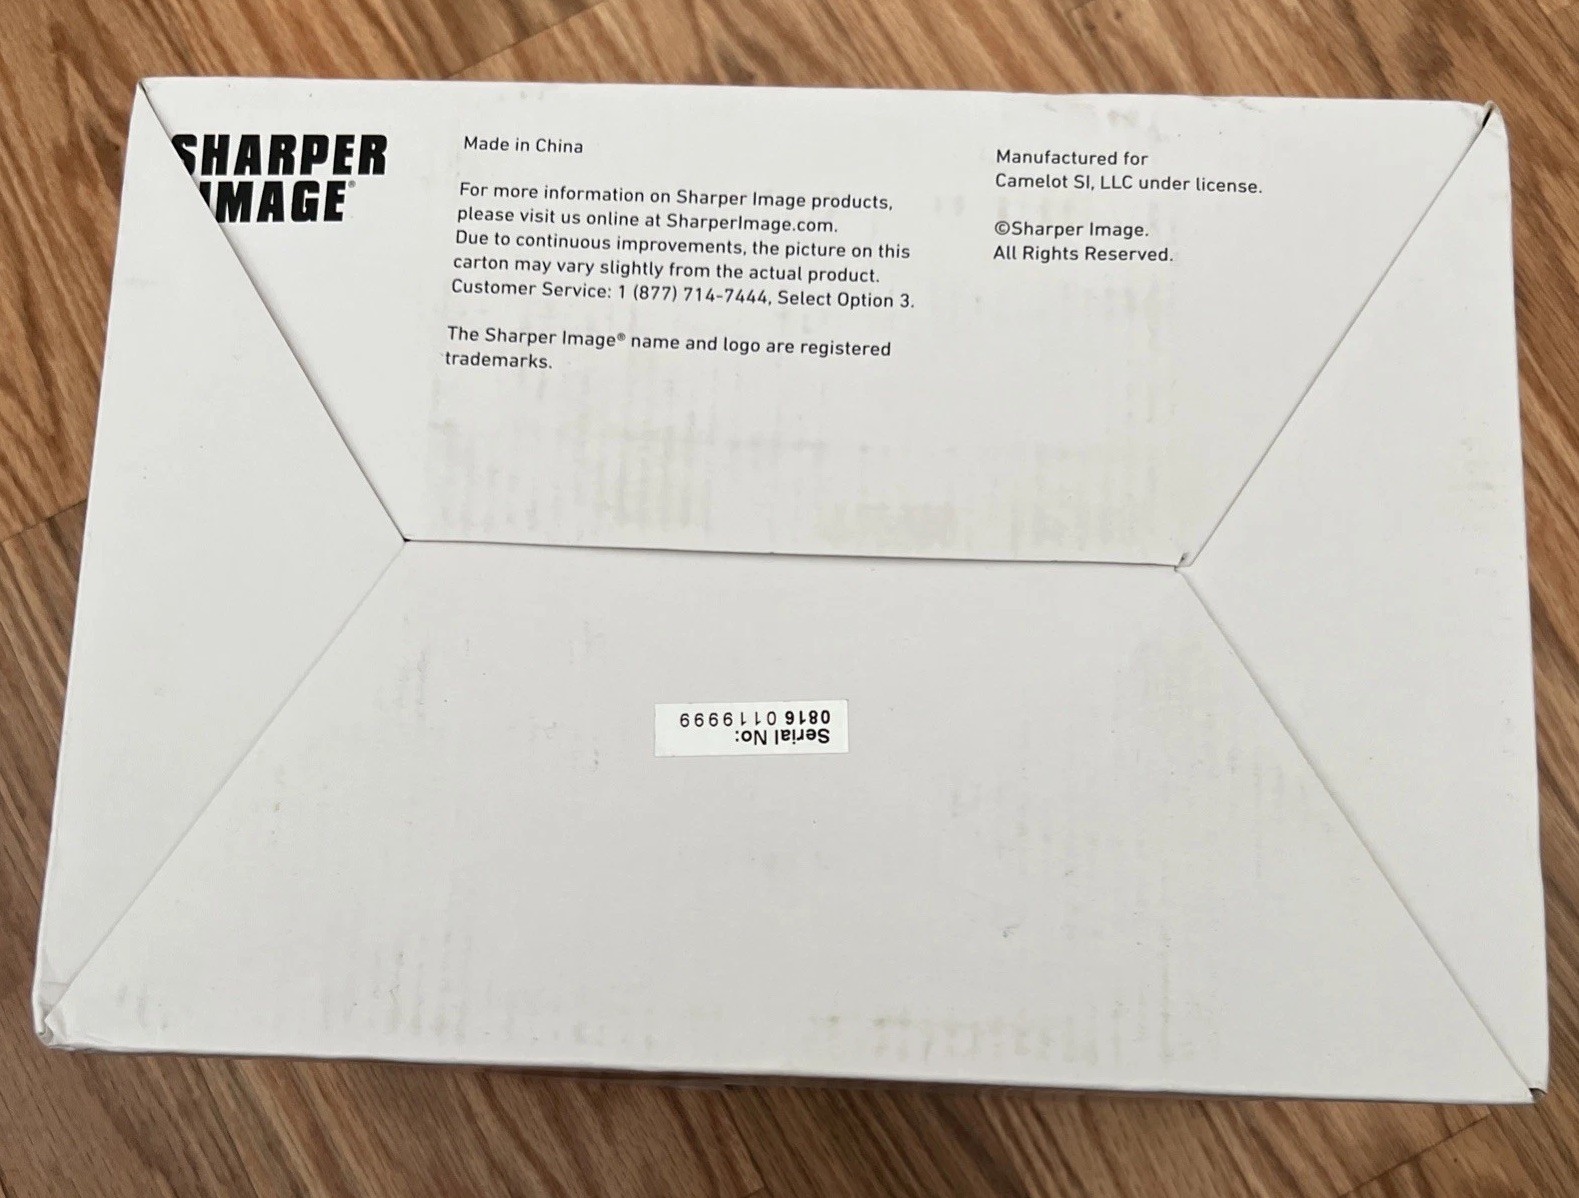 SHARPER
IMAGE®
Made in China
For more information on Sharper Image products,
please visit us online at SharperImage.com.
Due to continuous improvements, the picture on this
carton may vary slightly from the actual product.
Customer Service: 1 (877) 714-7444, Select Option 3.
The Sharper Image® name and logo are registered
trademarks.
Manufactured for
Camelot SI, LLC under license.
©Sharper Image.
All Rights Reserved.
Serial No:
0816 0119999